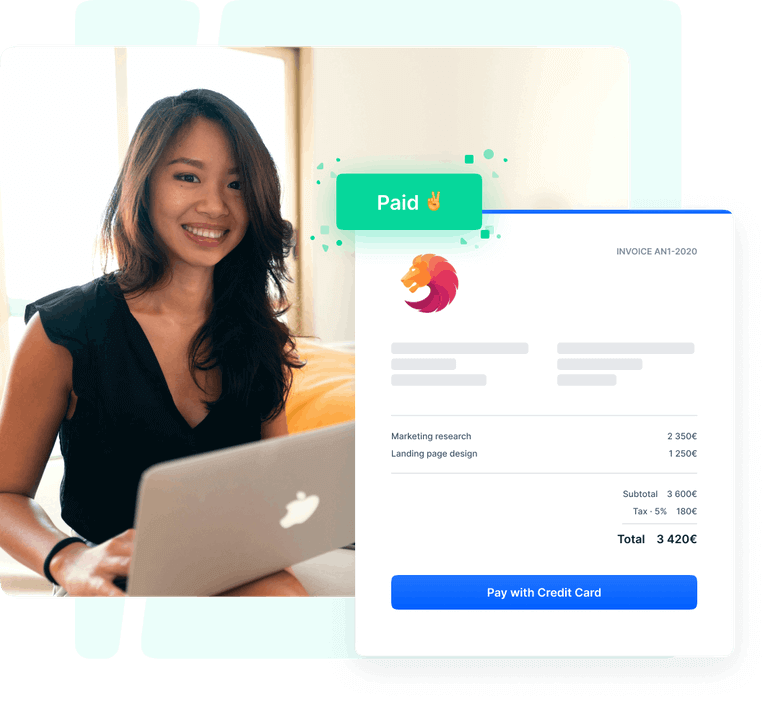 Paid ✌
INVOICE AN1-2020
Marketing research 2 350€
Landing page design 1 250€
Subtotal 3 600€
Tax - 5% 180€
Total 3 420€
Pay with Credit Card